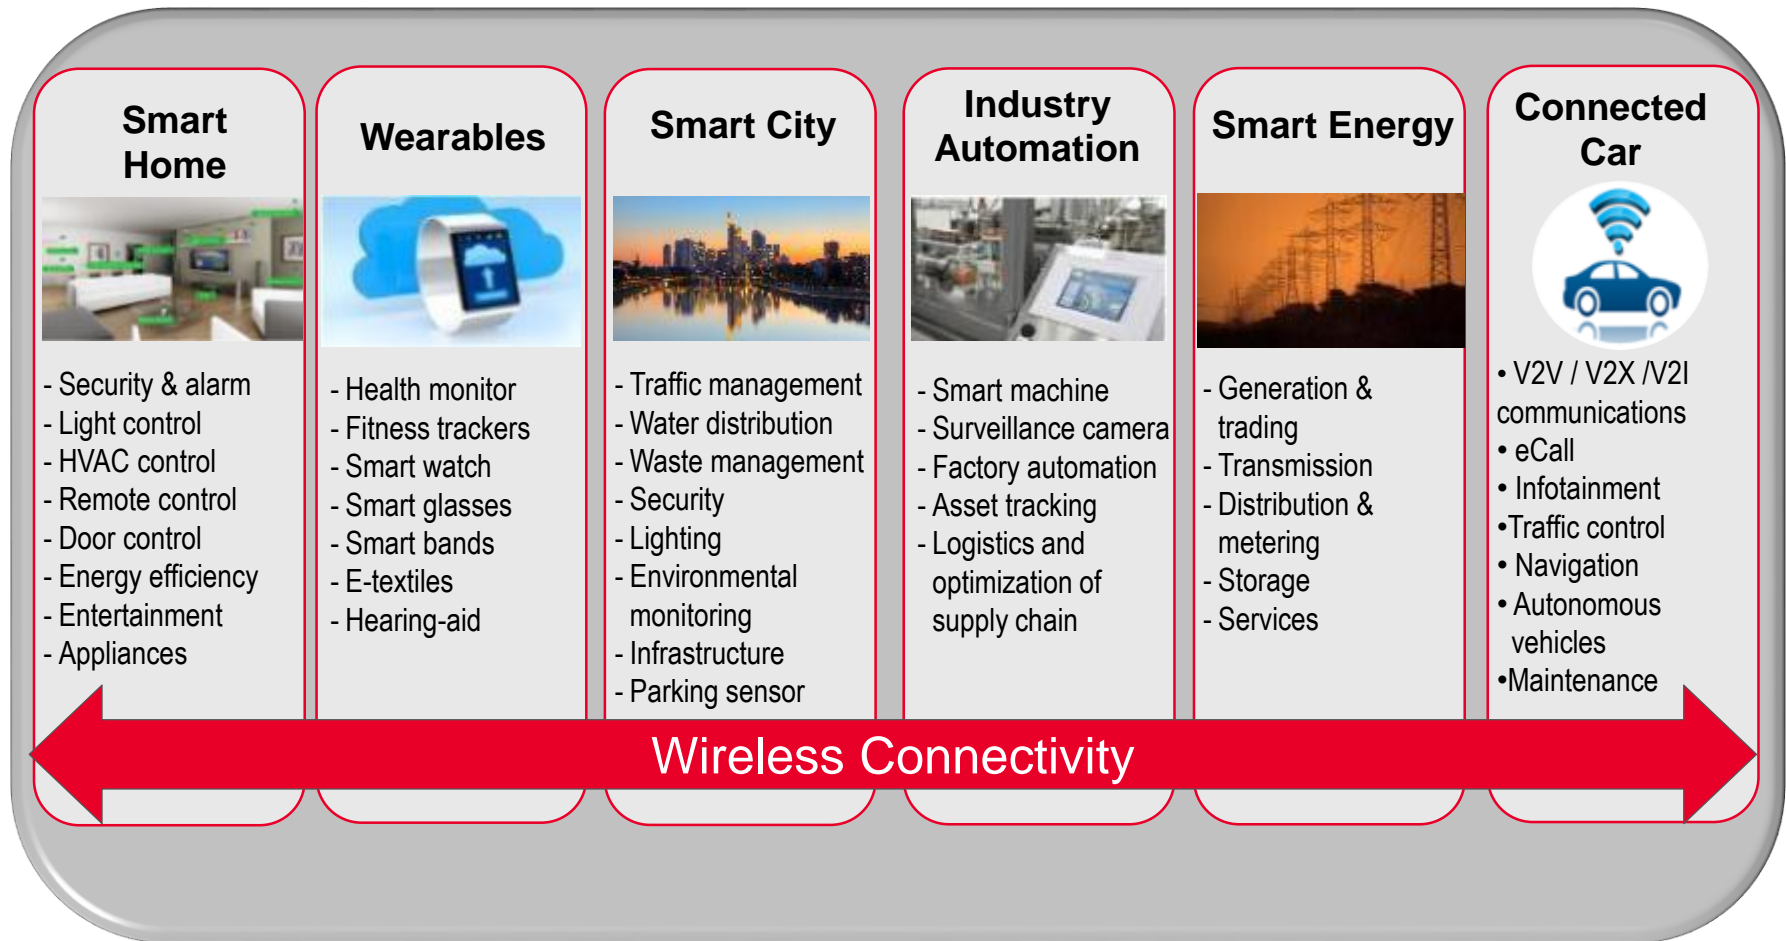 Smart
Home
- Security & alarm
- Light control
- HVAC control
- Remote control
- Door control
- Energy efficiency
- Entertainment
- Appliances
Wearables
- Health monitor
- Fitness trackers
- Smart watch
- Smart glasses
- Smart bands
- E-textiles
- Hearing-aid
Smart City
- Traffic management
- Water distribution
- Waste management
- Security
- Lighting
- Environmental
monitoring
- Infrastructure
- Parking sensor
Industry
Automation
- Smart machine
- Surveillance camera
- Factory automation
- Asset tracking
- Logistics and
optimization of
supply chain
Smart Energy
- Generation &
trading
- Transmission
- Distribution &
metering
- Storage
- Services
Connected
Car
• V2V / V2X /V2I
communications
• eCall
• Infotainment
•Traffic control
• Navigation
• Autonomous
vehicles
•Maintenance
Wireless Connectivity